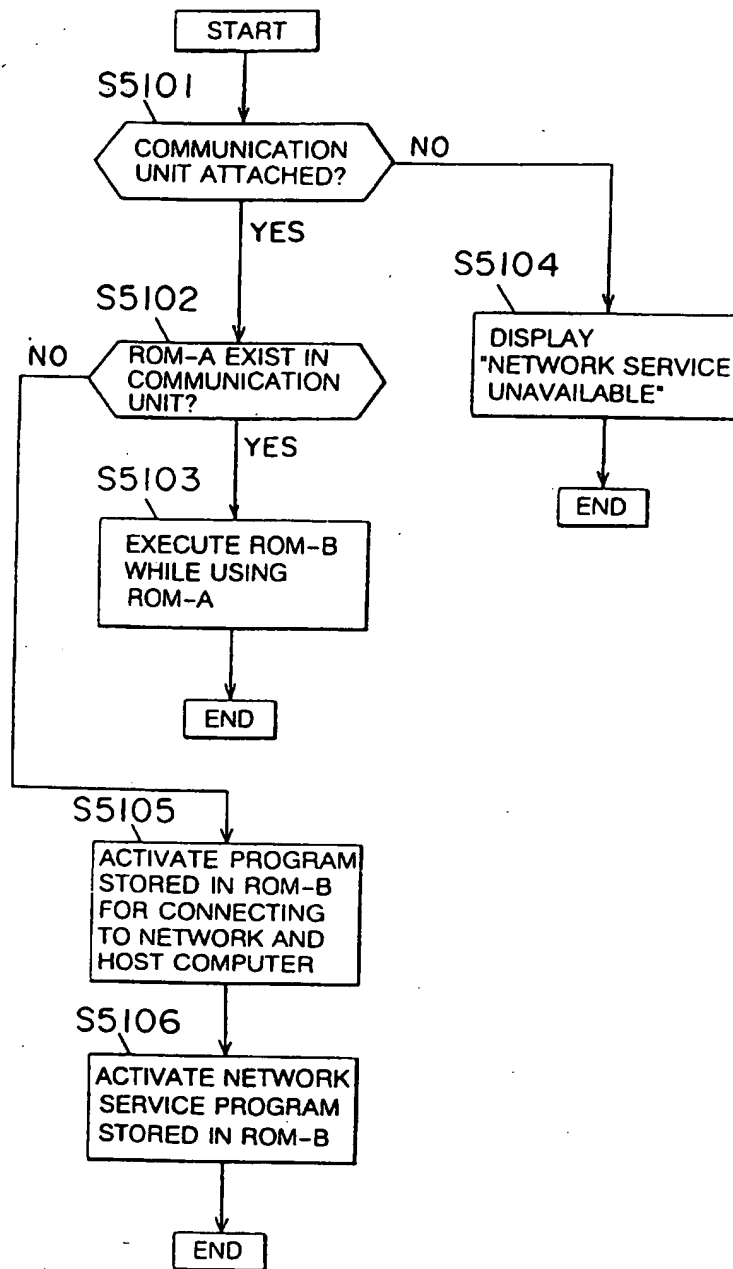 START
S5101
COMMUNICATION
UNIT ATTACHED?
NO
YES
S5104
DISPLAY
"NETWORK SERVICE
UNAVAILABLE"
END
S5102
NO
ROM-A EXIST IN
COMMUNICATION
UNIT?
YES
S5103
EXECUTE ROM-B
WHILE USING
ROM-A
END
S5105
ACTIVATE PROGRAM
STORED IN ROM-B
FOR CONNECTING
TO NETWORK AND
HOST COMPUTER
S5106
ACTIVATE NETWORK
SERVICE PROGRAM
STORED IN ROM-B
END